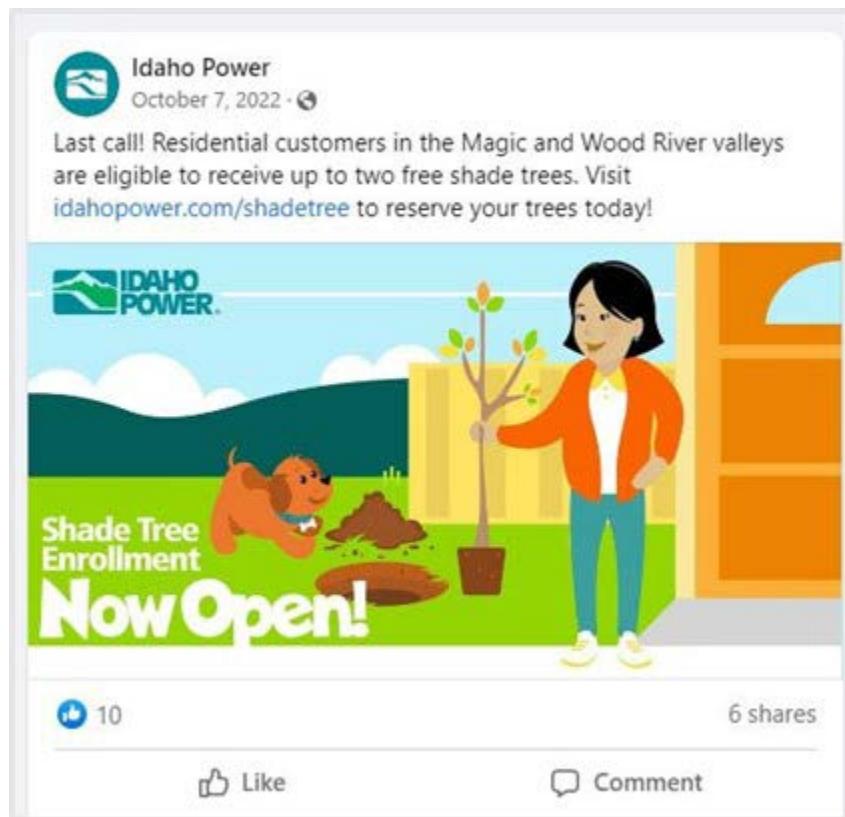 Idaho Power
October 7, 2022 ·
Last call! Residential customers in the Magic and Wood River valleys
are eligible to receive up to two free shade trees. Visit
idahopower.com/shadetree to reserve your trees today!
IDAHO
POWER®
Shade Tree
Enrollment
Now Open!
10
6 shares
Like
Comment